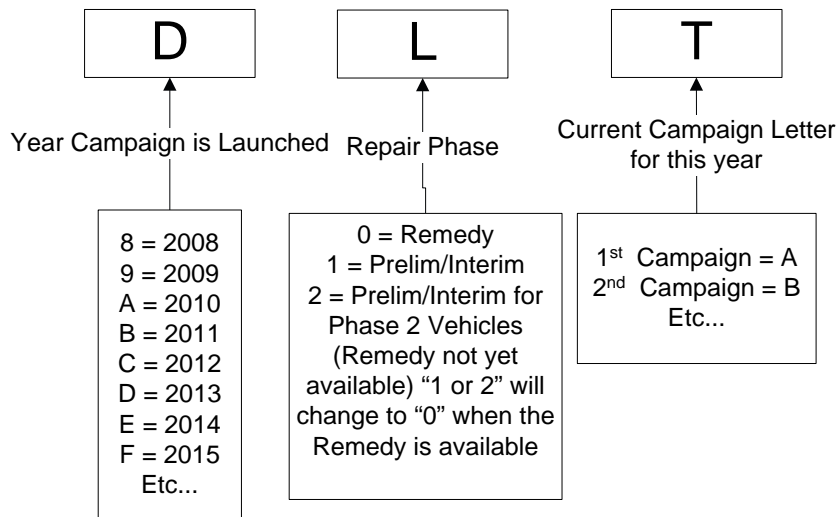 D
L
T
Year Campaign is Launched
Repair Phase
Current Campaign Letter
for this year
8 = 2008
9 = 2009
A = 2010
B = 2011
C = 2012
D = 2013
E = 2014
F = 2015
Etc...
0 = Remedy
1 = Prelim/Interim
2 = Prelim/Interim for
Phase 2 Vehicles
(Remedy not yet
available) “1 or 2” will
change to “0” when the
Remedy is available
1st Campaign = A
2nd Campaign = B
Etc...